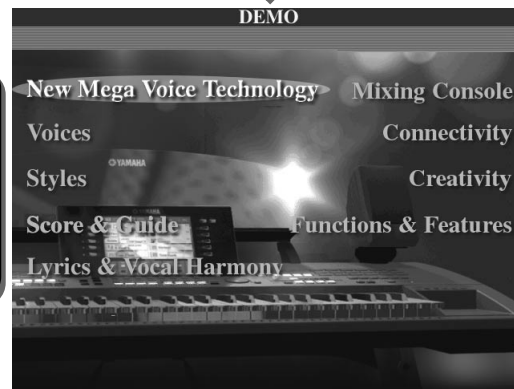 DEMO
New Mega Voice Technology
Mixing Console
Voices
Connectivity
YAMAHA
Styles
Creativity
Score & Guide
Functions & Features
Lyrics & Vocal Harmony